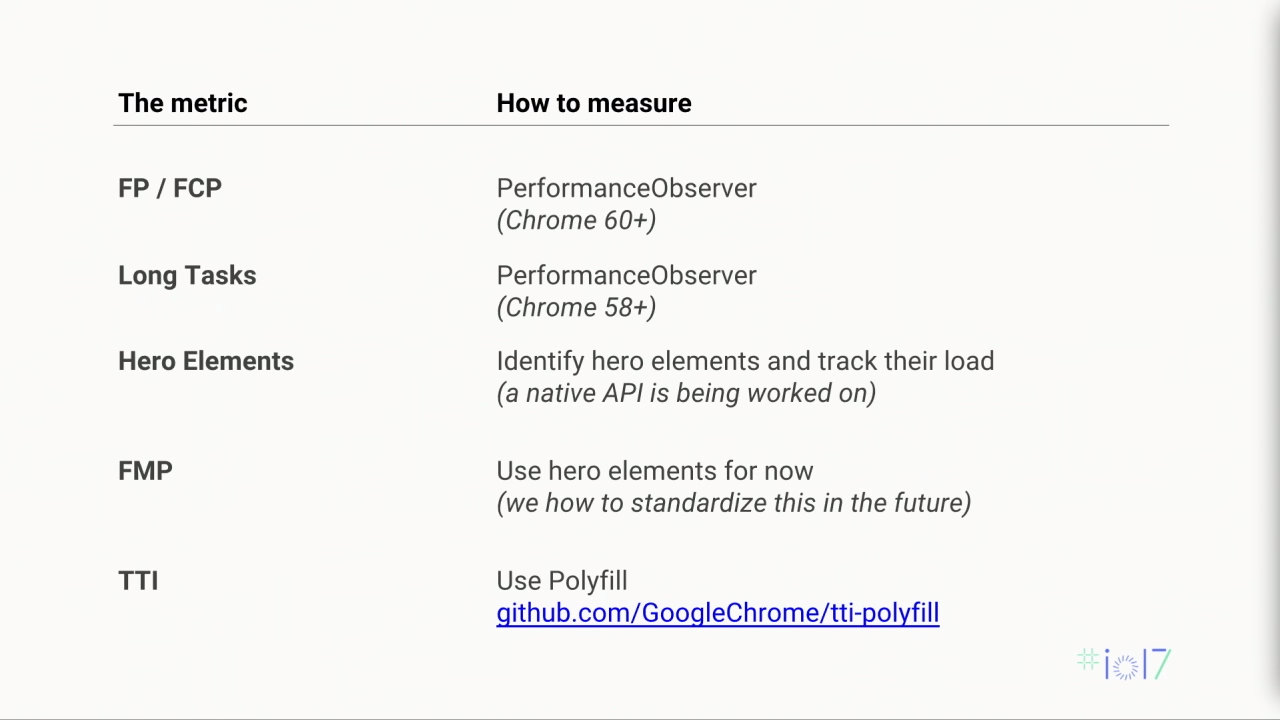 The metric How to measure
FP / FCP PerformanceObserver
(Chrome 60+)
Long Tasks PerformanceObserver
(Chrome 58+)
Hero Elements Identify hero elements and track their load
(a native API is being worked on)
FMP Use hero elements for now
(we how to standardize this in the future)
TTI Use Polyfill
github.com/GoogleChrome/tti-polyfill
#io17